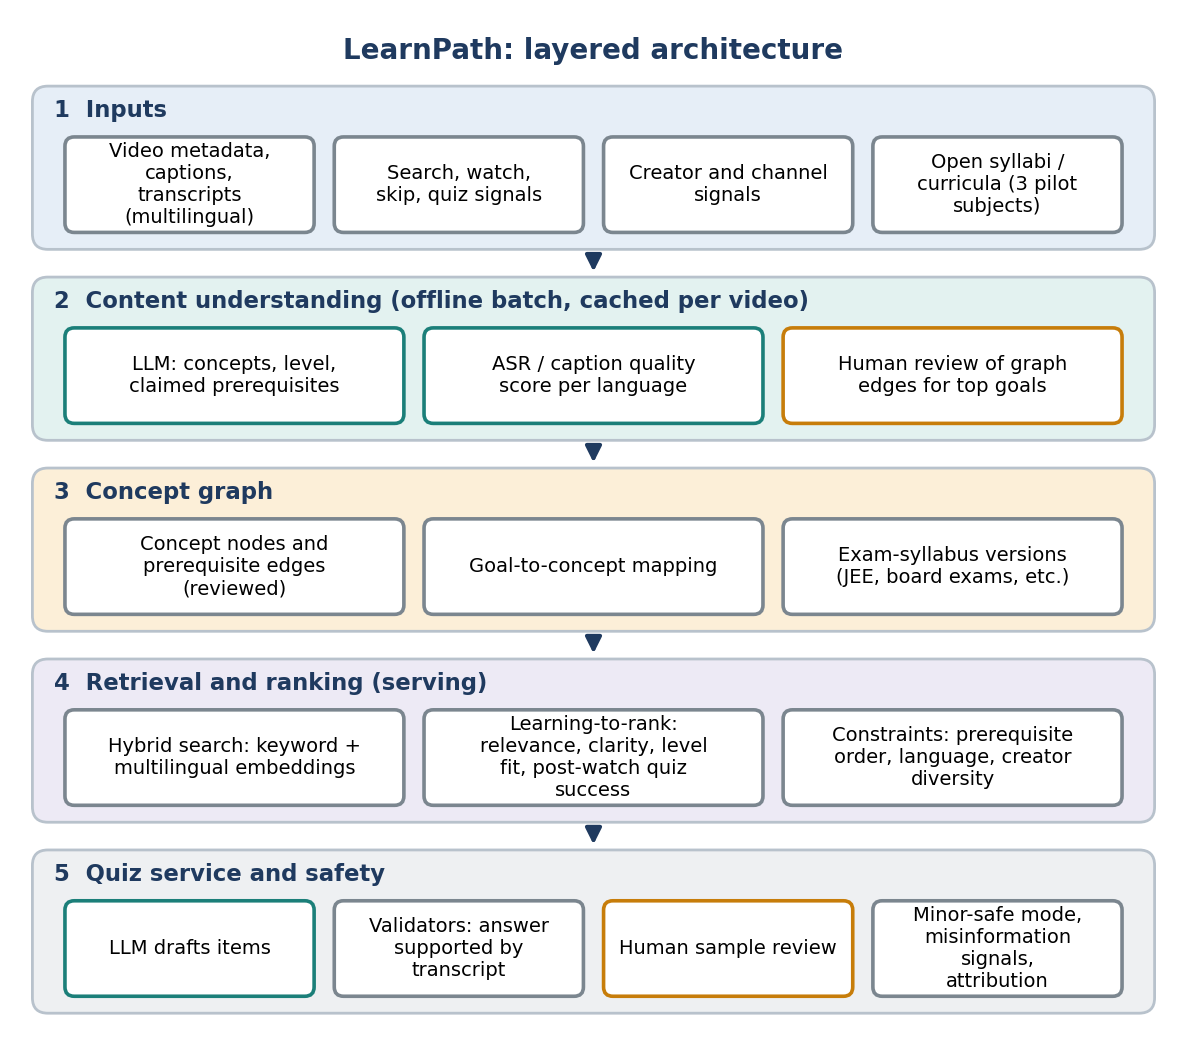 LearnPath: layered architecture
1 Inputs
Video metadata,
captions,
transcripts
(multilingual)
Search, watch,
skip, quiz signals
Creator and channel
signals
Open syllabi /
curricula (3 pilot
subjects)
2 Content understanding (offline batch, cached per video)
LLM: concepts, level,
claimed prerequisites
ASR / caption quality
score per language
Human review of graph
edges for top goals
3 Concept graph
Concept nodes and
prerequisite edges
(reviewed)
Goal-to-concept mapping
Exam-syllabus versions
(JEE, board exams, etc.)
4 Retrieval and ranking (serving)
Hybrid search: keyword +
multilingual embeddings
Learning-to-rank:
relevance, clarity, level
fit, post-watch quiz
success
Constraints: prerequisite
order, language, creator
diversity
5 Quiz service and safety
LLM drafts items
Validators: answer
supported by
transcript
Human sample review
Minor-safe mode,
misinformation
signals,
attribution